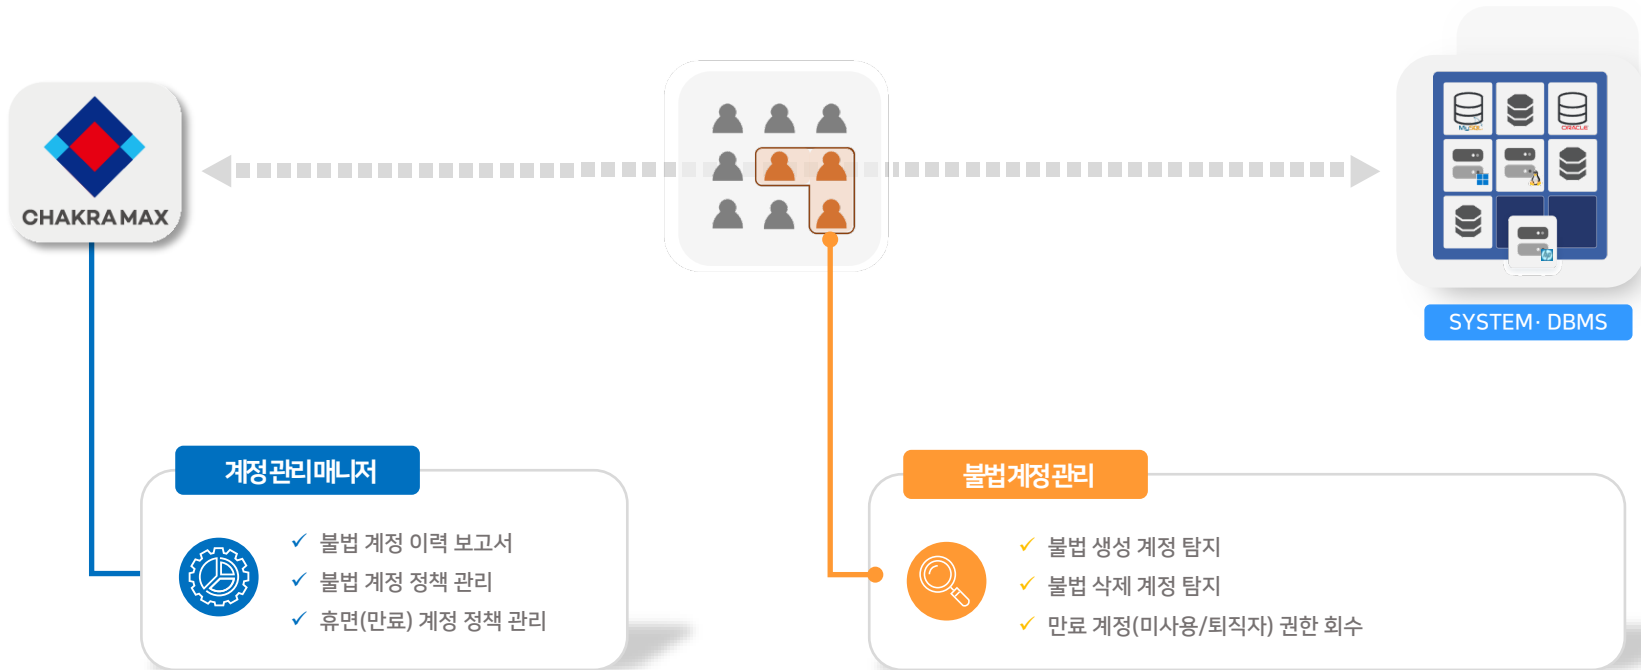 CHAKRA MAX
MySQL
ORACLE
hp
SYSTEM· DBMS
계정관리매니저
불법 계정 이력 보고서
불법 계정 정책 관리
휴면(만료) 계정 정책 관리
불법계정관리
불법 생성 계정 탐지
불법 삭제 계정 탐지
만료 계정(미사용/퇴직자) 권한 회수